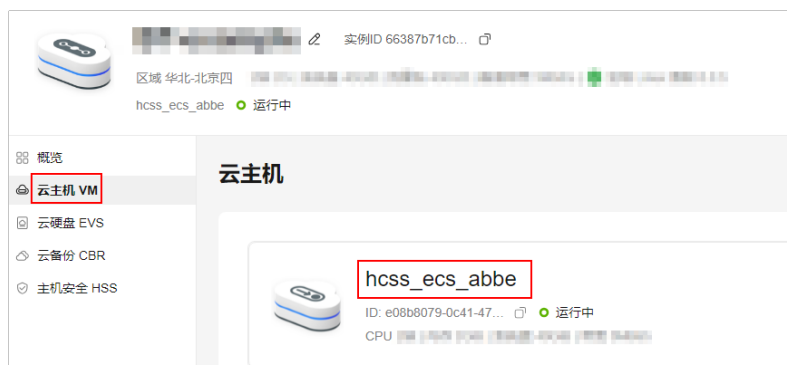 实例ID 66387b71cb...
区域 华北-北京四
hcss_ecs_abbe 运行中
概览
云主机 VM
云硬盘 EVS
云备份 CBR
主机安全 HSS
云主机
hcss_ecs_abbe
ID: e08b8079-0c41-47... 运行中
CPU